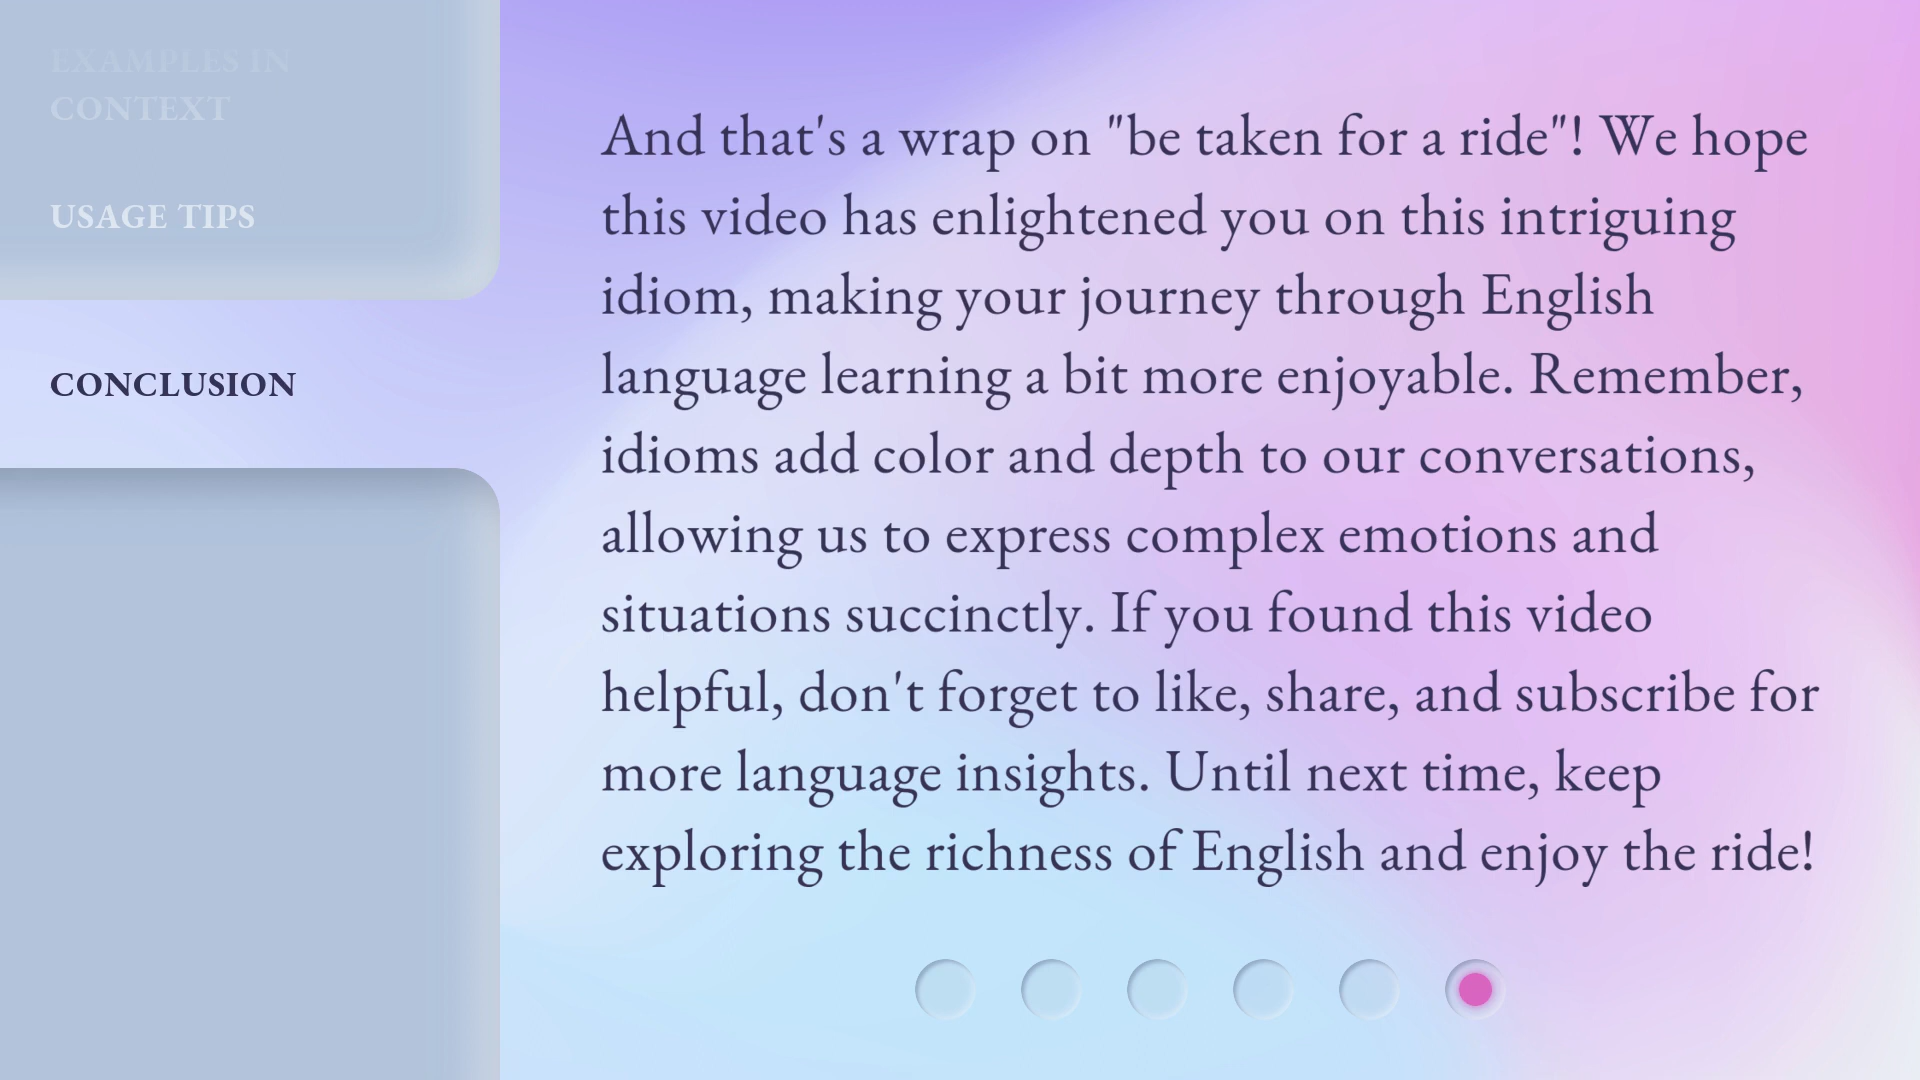 EXAMPLES IN
CONTEXT
USAGE TIPS
CONCLUSION
And that's a wrap on "be taken for a ride"! We hope
this video has enlightened you on this intriguing
idiom, making your journey through English
language learning a bit more enjoyable. Remember,
idioms add color and depth to our conversations,
allowing us to express complex emotions and
situations succinctly. If you found this video
helpful, don't forget to like, share, and subscribe for
more language insights. Until next time, keep
exploring the richness of English and enjoy the ride!